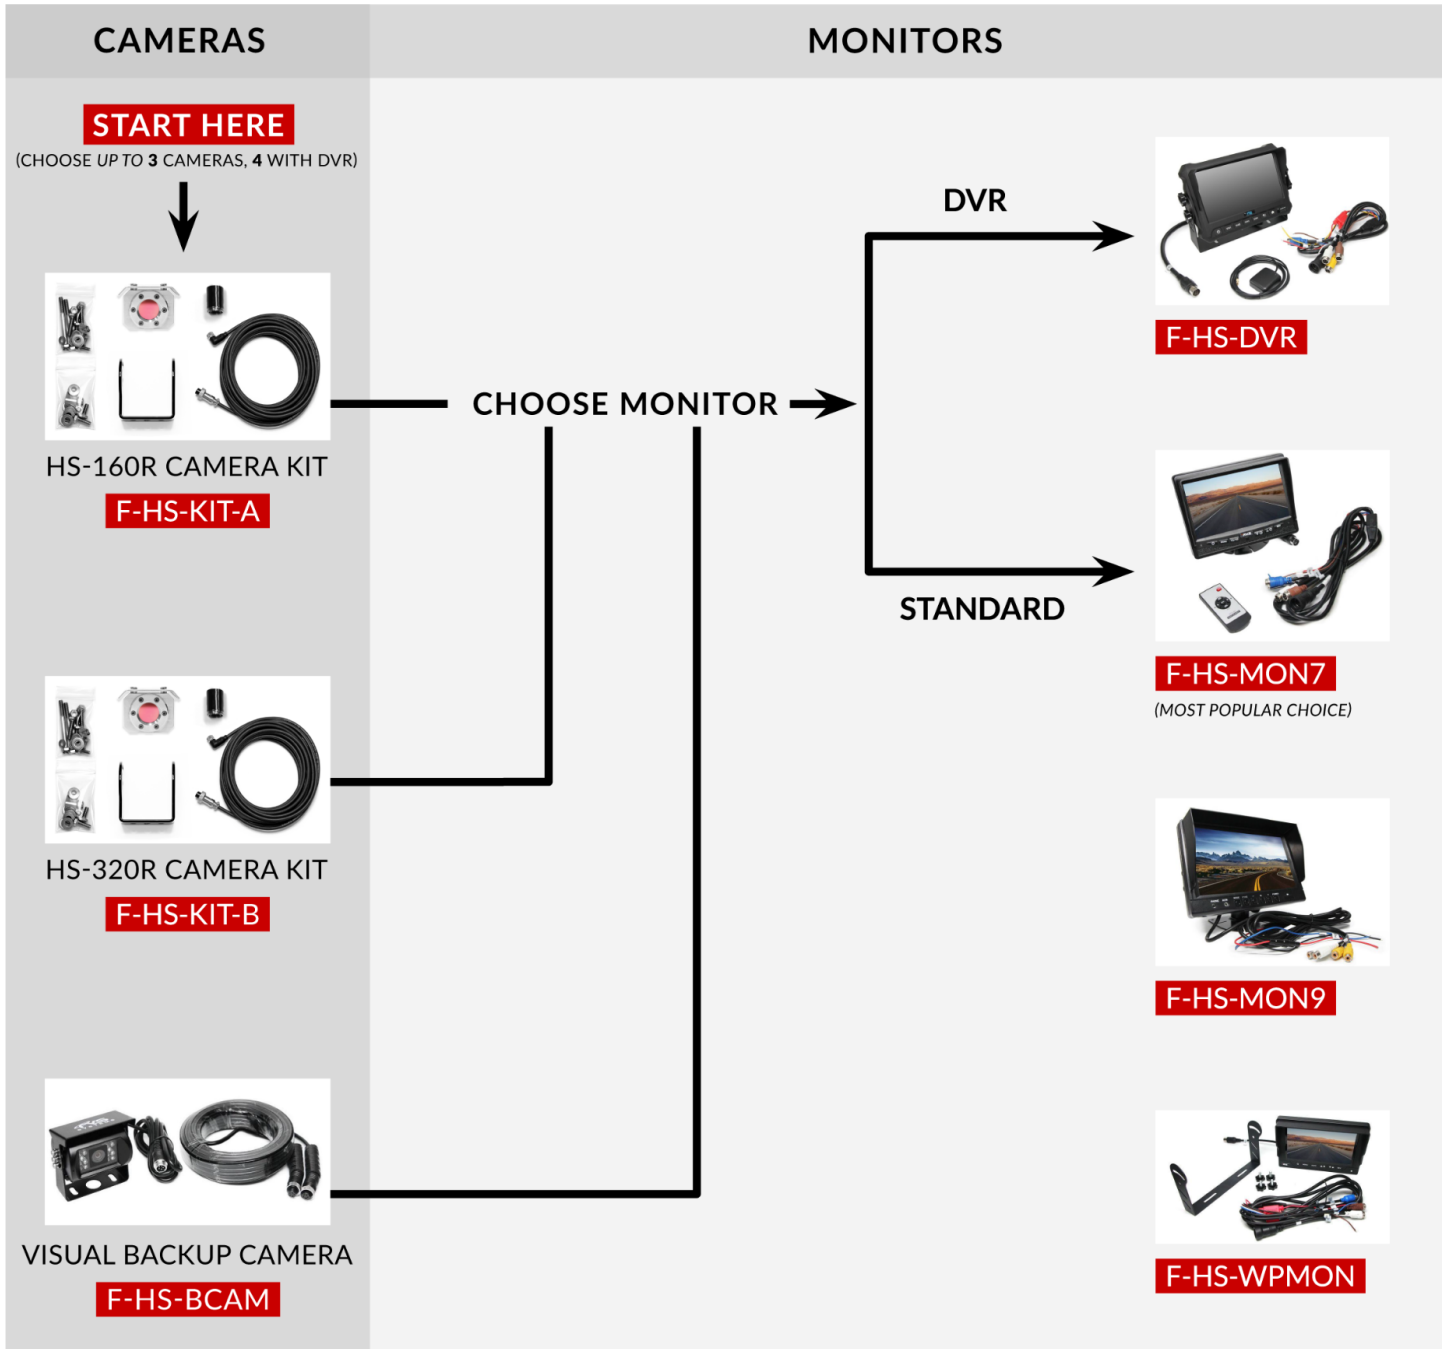 CAMERAS
MONITORS
START HERE
(CHOOSE UP TO 3 CAMERAS, 4 WITH DVR)
HS-160R CAMERA KIT
F-HS-KIT-A
HS-320R CAMERA KIT
F-HS-KIT-B
VISUAL BACKUP CAMERA
F-HS-BCAM
CHOOSE MONITOR
DVR
STANDARD
F-HS-DVR
F-HS-MON7
(MOST POPULAR CHOICE)
F-HS-MON9
F-HS-WPMON